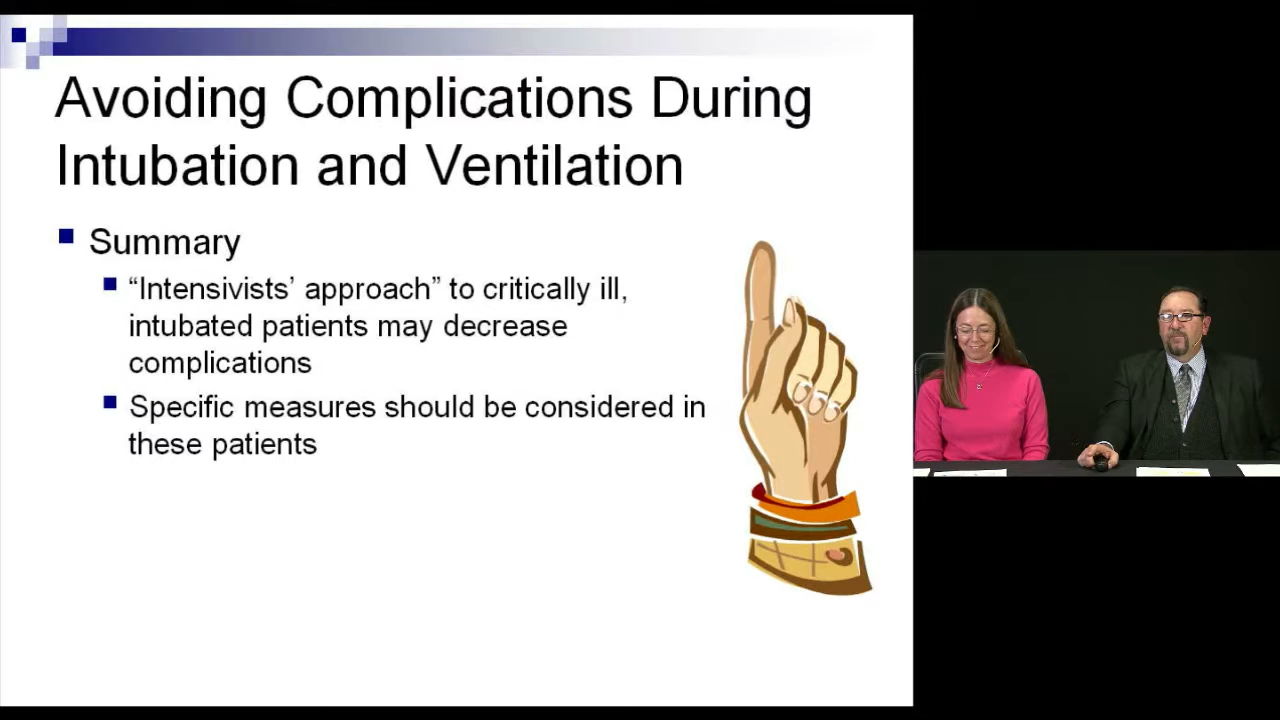 Avoiding Complications During
Intubation and Ventilation
Summary
“Intensivists’ approach” to critically ill,
intubated patients may decrease
complications
Specific measures should be considered in
these patients